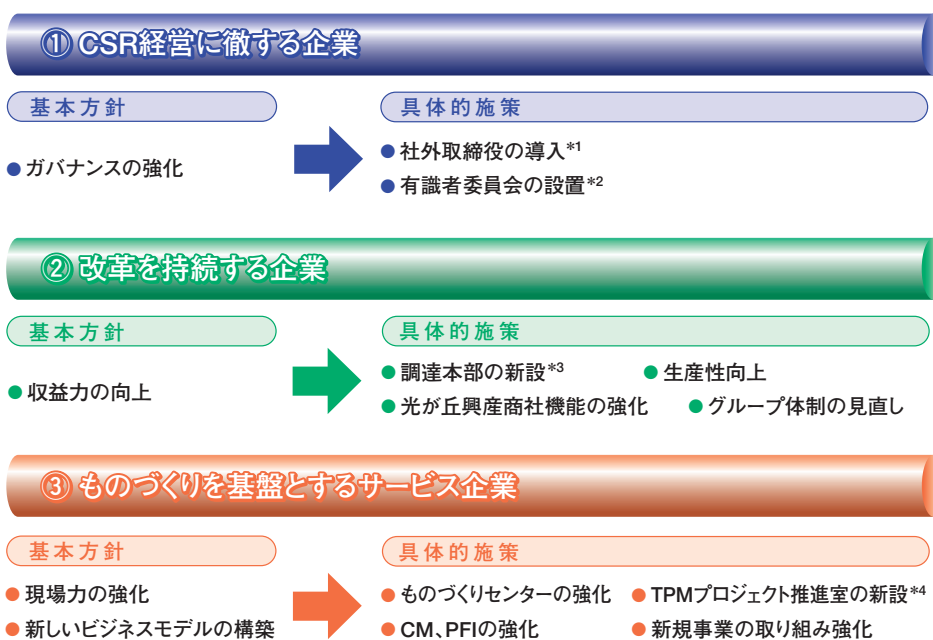 ① CSR経営に徹する企業
基本方針
具体的施策
● ガバナンスの強化
● 社外取締役の導入*1
● 有識者委員会の設置*2
② 改革を持続する企業
基本方針
具体的施策
● 収益力の向上
● 調達本部の新設*3 ● 生産性向上
● 光が丘興産商社機能の強化 ● グループ体制の見直し
③ ものづくりを基盤とするサービス企業
基本方針
具体的施策
● 現場力の強化
● 新しいビジネスモデルの構築
● ものづくりセンターの強化 ● TPMプロジェクト推進室の新設*4
● CM、PFIの強化 ● 新規事業の取り組み強化